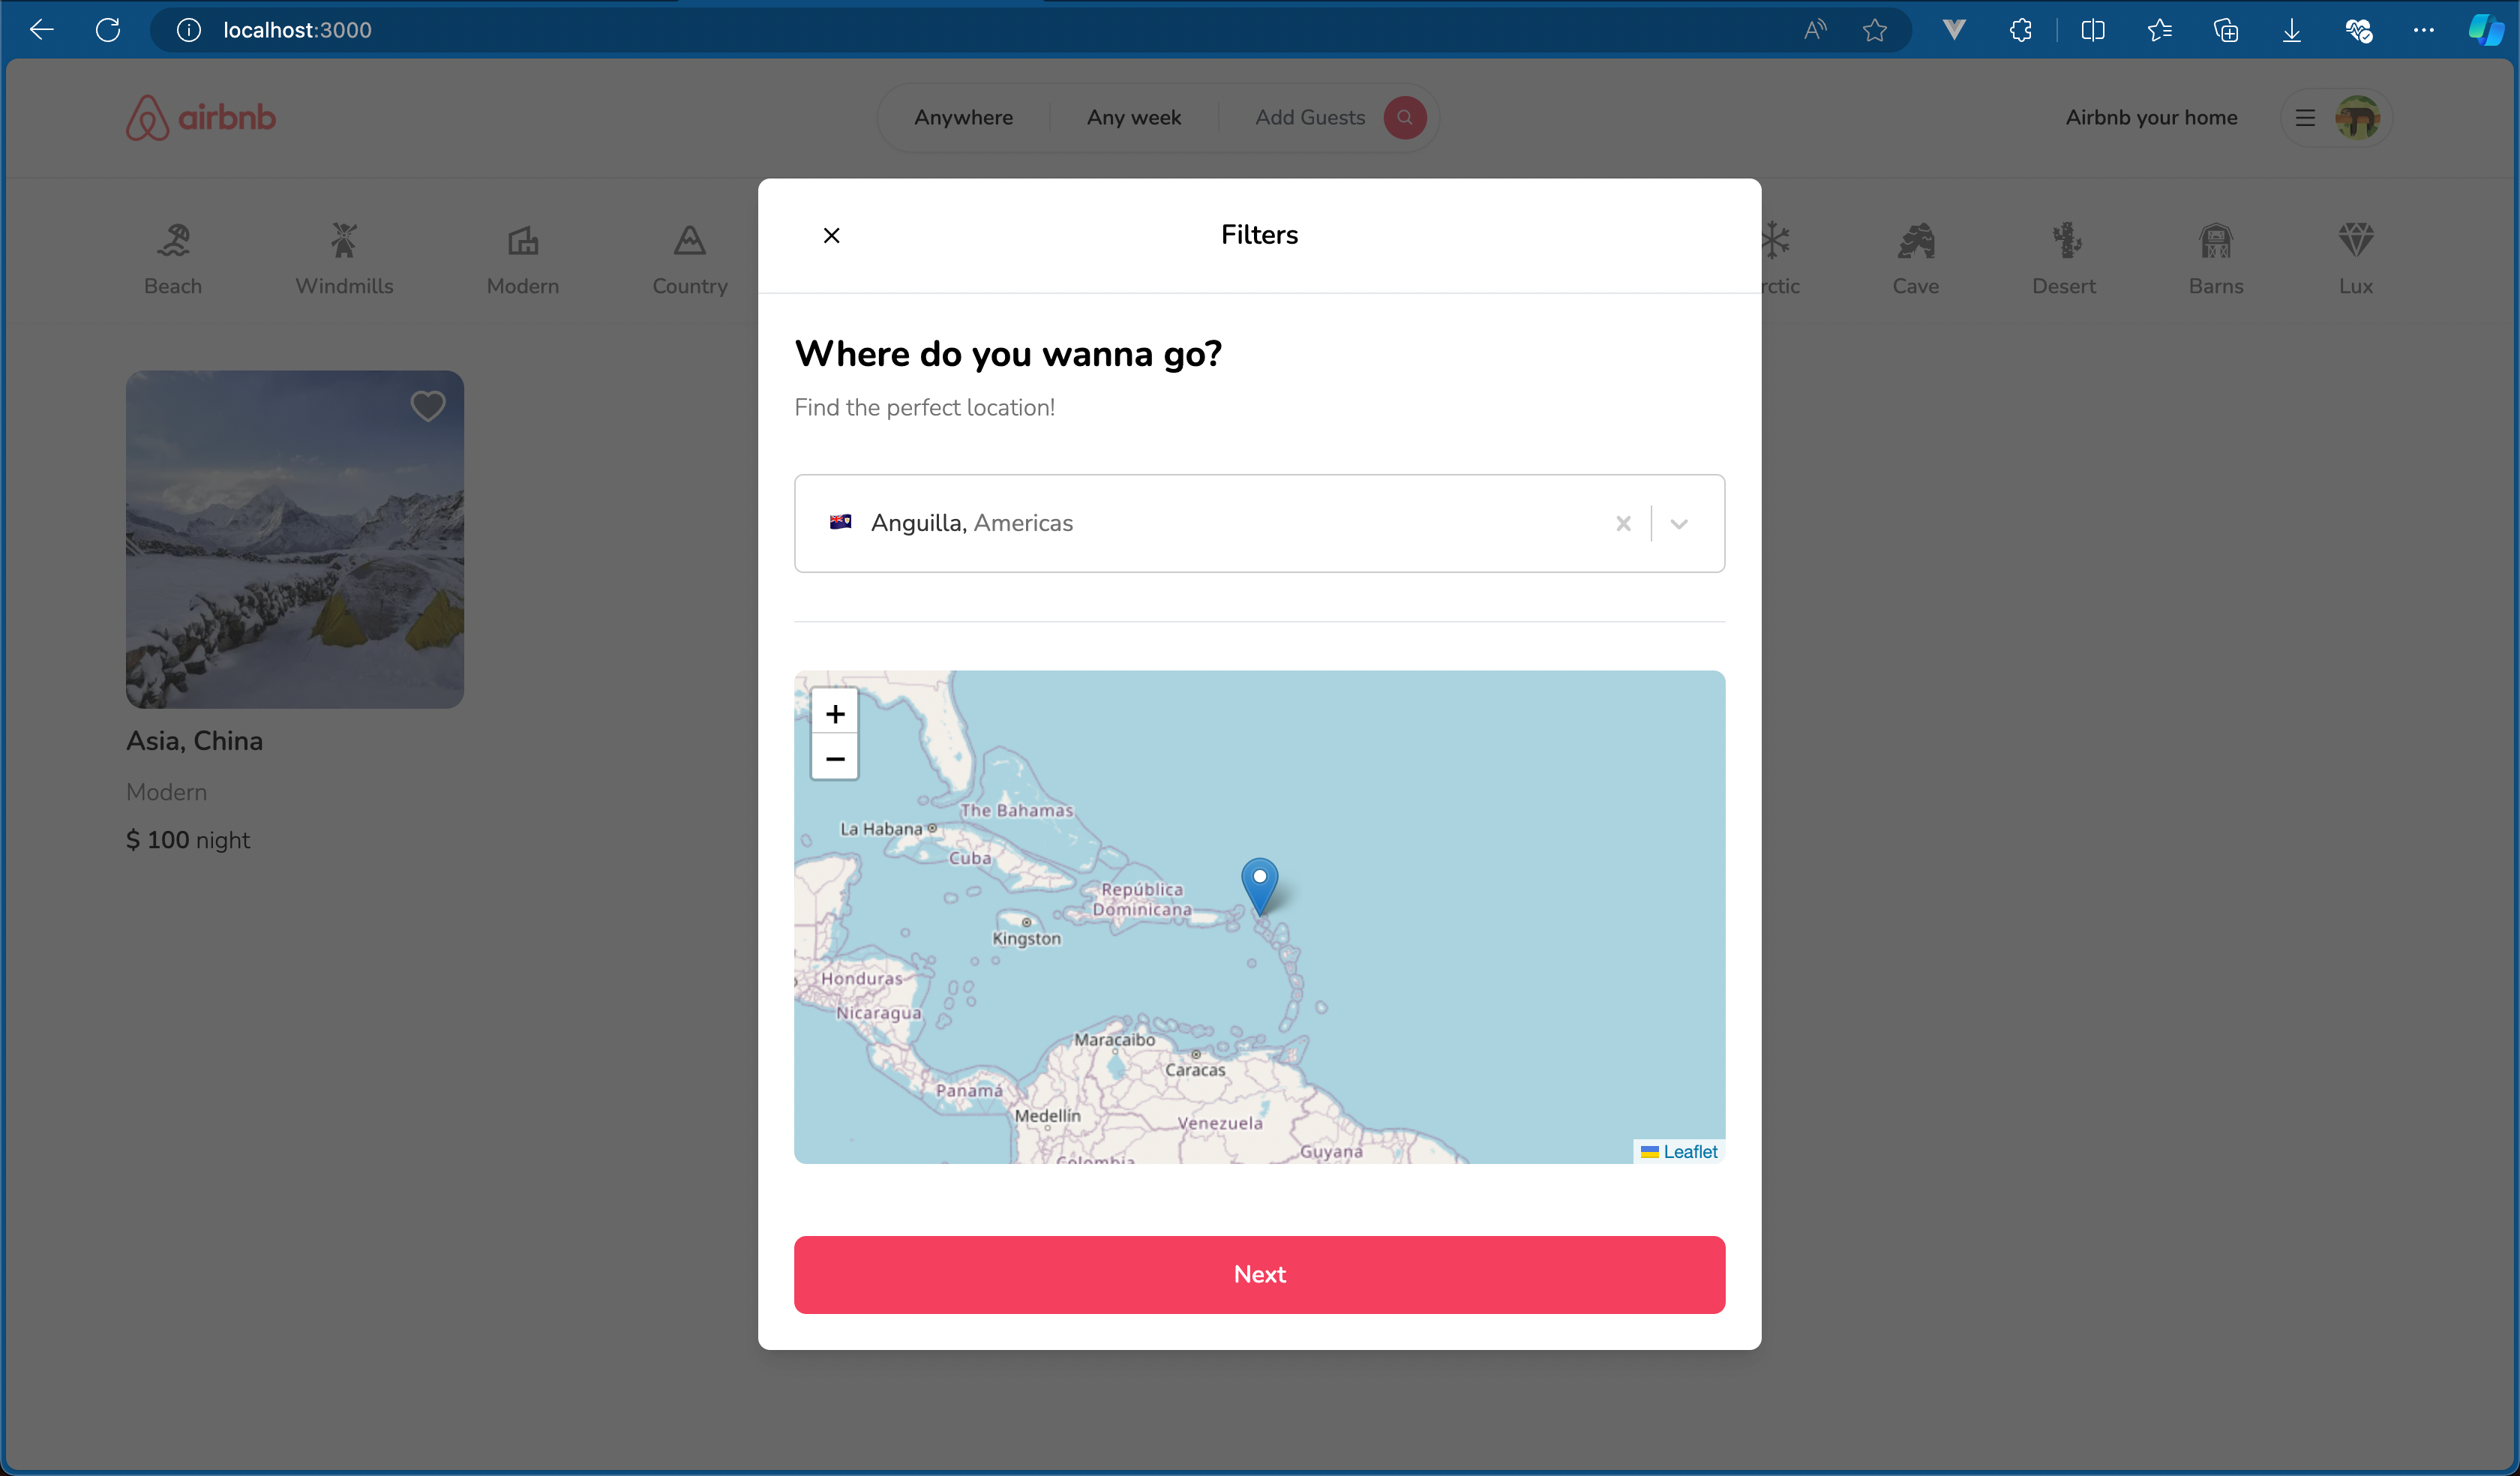 localhost:3000
airbnb
Anywhere
Any week
Add Guests
Airbnb your home
Beach
Windmills
Modern
Country
rctic
Cave
Desert
Barns
Lux
Filters
Where do you wanna go?
Find the perfect location!
Anguilla, Americas
+
−
The Bahamas
La Habana
Cuba
República
Dominicana
Kingston
Honduras
Nicaragua
Maracaibo
Caracas
Panamá
Medellín
Venezuela
Guyana
Colombia
Leaflet
Next
Asia, China
Modern
$ 100 night